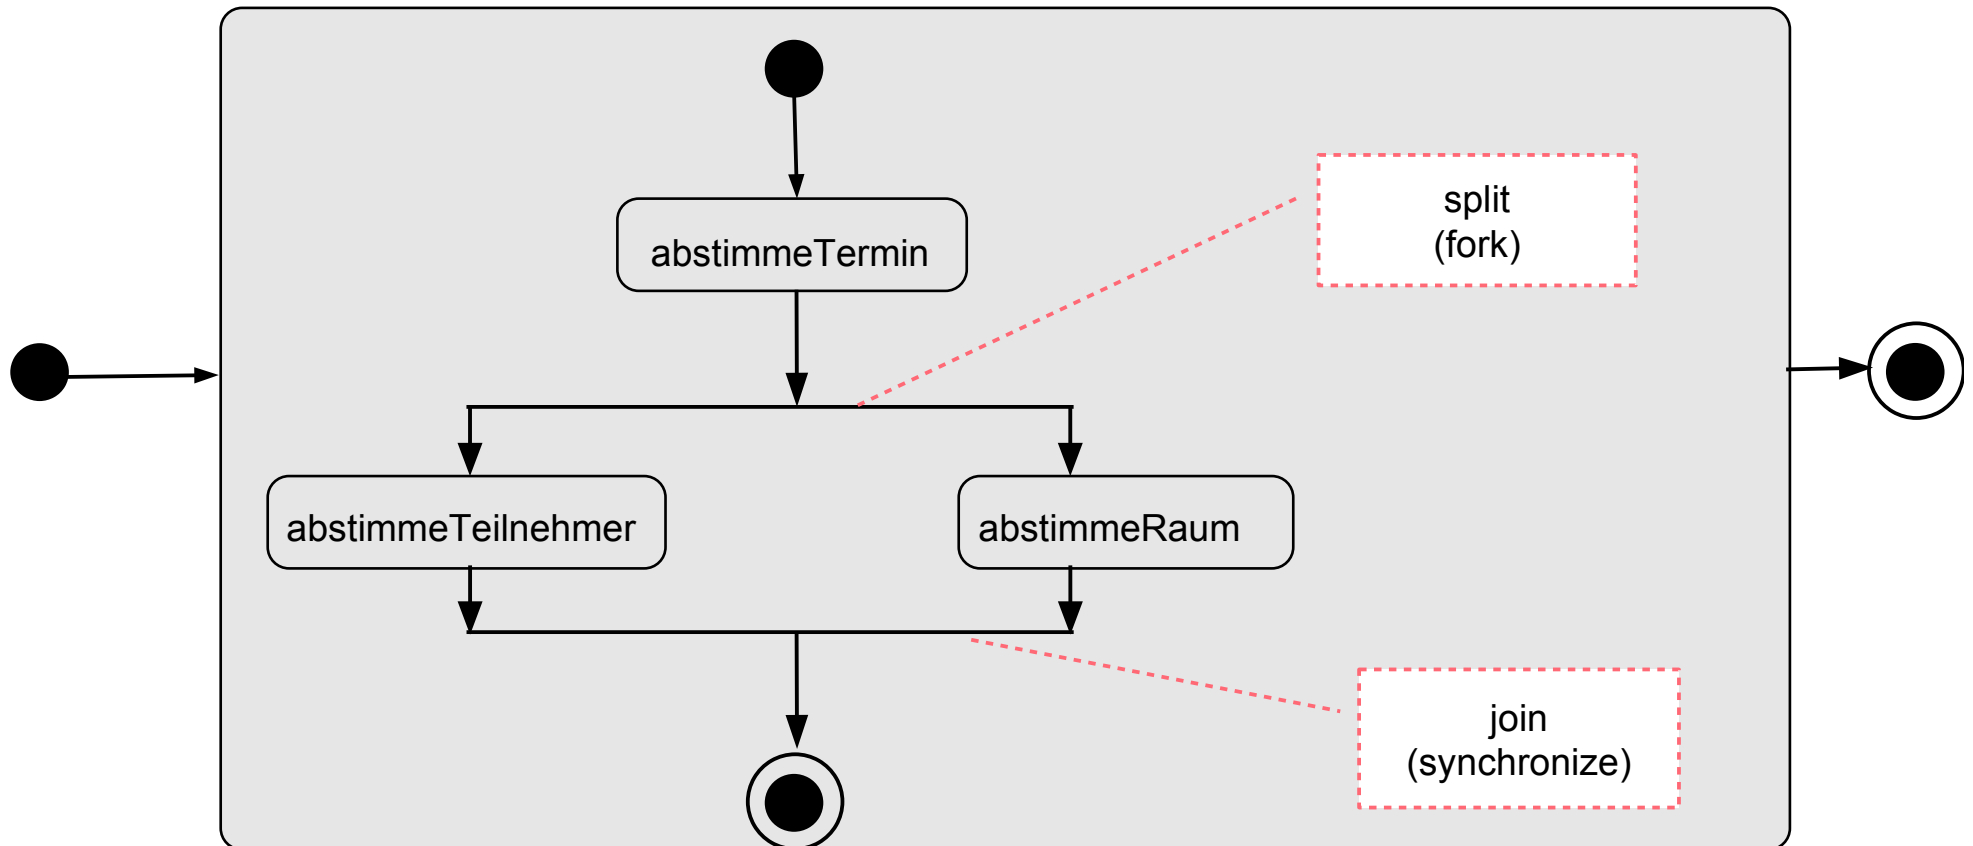 split
(fork)
abstimmeTermin
abstimmeTeilnehmer
abstimmeRaum
join
(synchronize)